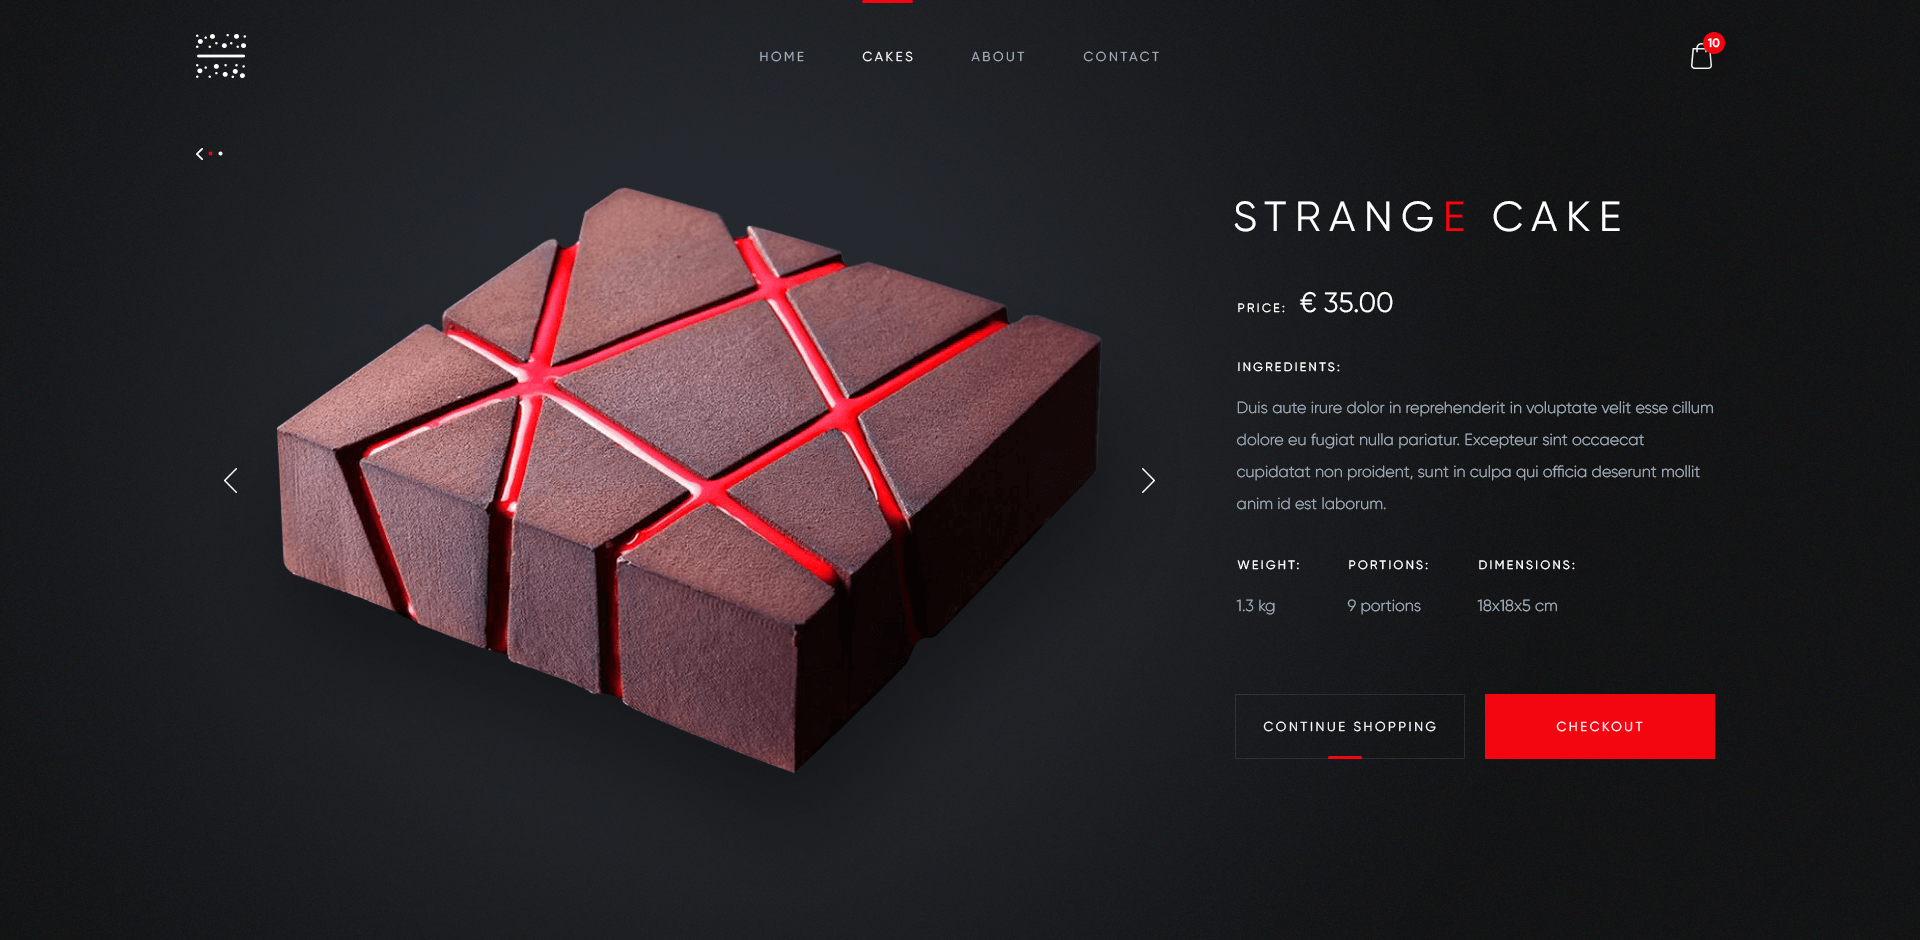 HOME CAKES ABOUT CONTACT
10
STRANGE CAKE
PRICE: € 35.00
INGREDIENTS:
Duis aute irure dolor in reprehenderit in voluptate velit esse cillum
dolore eu fugiat nulla pariatur. Excepteur sint occaecat
cupidatat non proident, sunt in culpa qui officia deserunt mollit
anim id est laborum.
WEIGHT: PORTIONS: DIMENSIONS:
1.3 kg 9 portions 18x18x5 cm
CONTINUE SHOPPING CHECKOUT